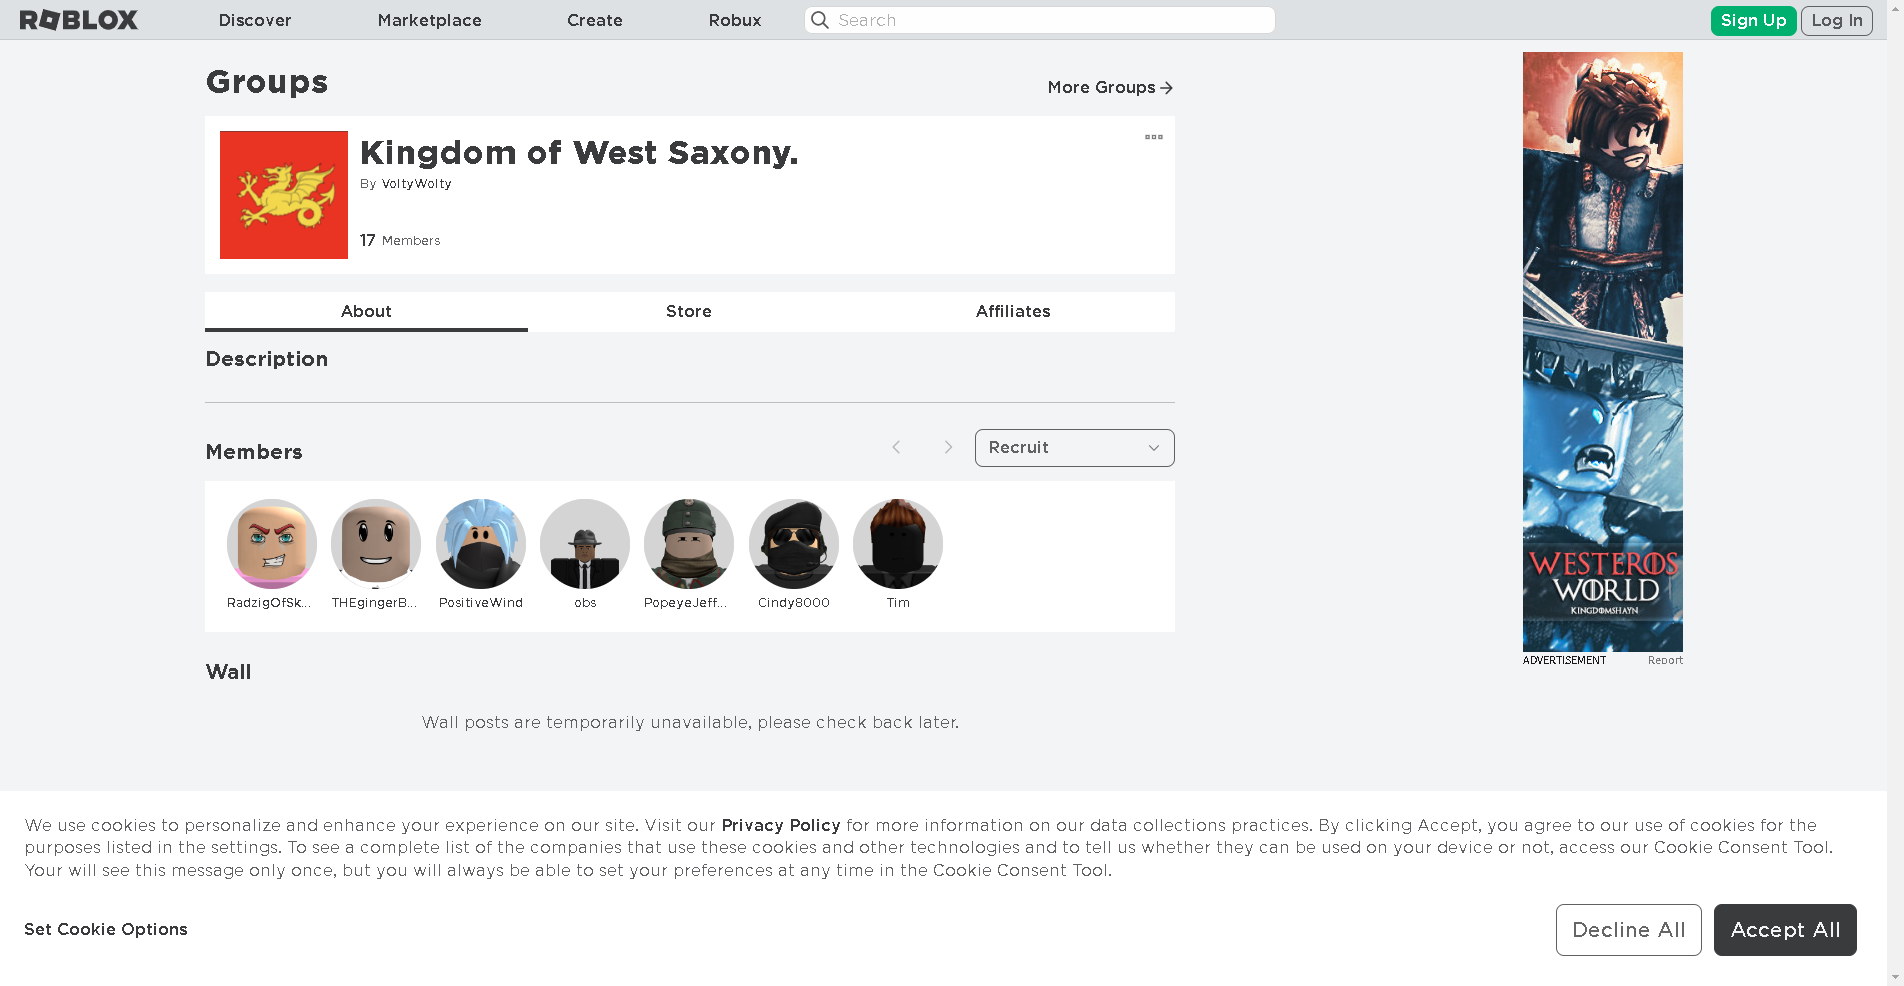 ROBLOX Discover Marketplace Create Robux Search Sign Up Log In
Groups
More Groups
Kingdom of West Saxony.
By VoltyWolty
17 Members
About Store Affiliates
Description
Members
Recruit
RadzigOfSk... THEgingerB... PositiveWind obs PopeyeJeff... Cindy8000 Tim
Wall
Wall posts are temporarily unavailable, please check back later.
WESTEROS
WORLD
KINGDOMSHAYN
ADVERTISEMENT Report
We use cookies to personalize and enhance your experience on our site. Visit our Privacy Policy for more information on our data collections practices. By clicking Accept, you agree to our use of cookies for the
purposes listed in the settings. To see a complete list of the companies that use these cookies and other technologies and to tell us whether they can be used on your device or not, access our Cookie Consent Tool.
Your will see this message only once, but you will always be able to set your preferences at any time in the Cookie Consent Tool.
Set Cookie Options
Decline All Accept All